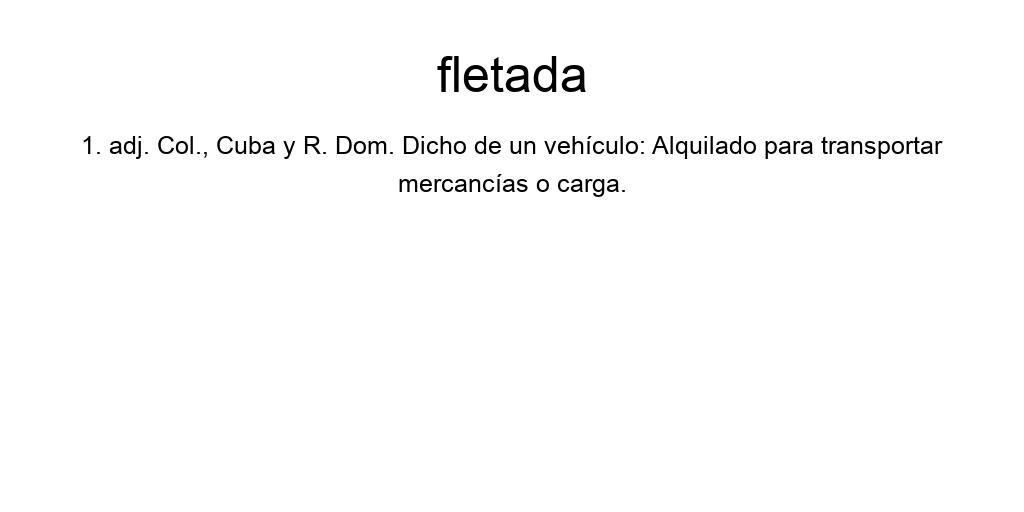 fletada
1. adj. Col., Cuba y R. Dom. Dicho de un vehículo: Alquilado para transportar
mercancías o carga.